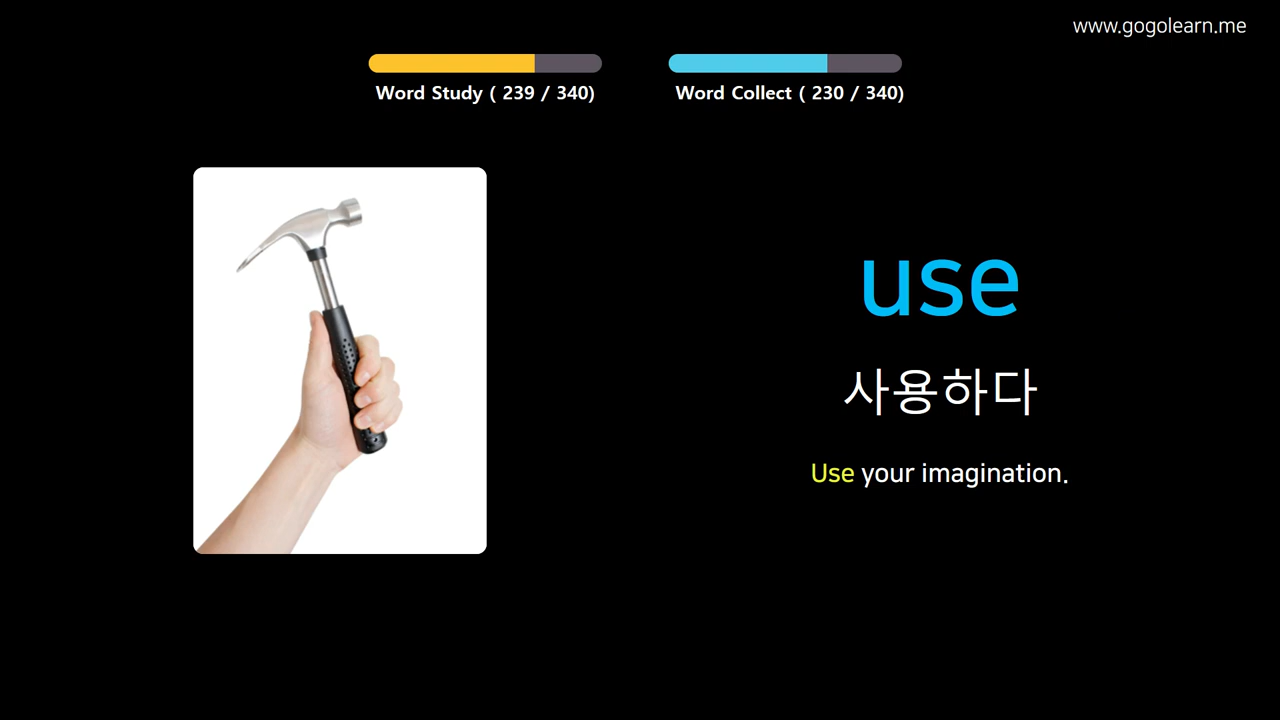 www.gogolearn.me
Word Study ( 239 / 340)
Word Collect ( 230 / 340)
use
사용하다
Use your imagination.